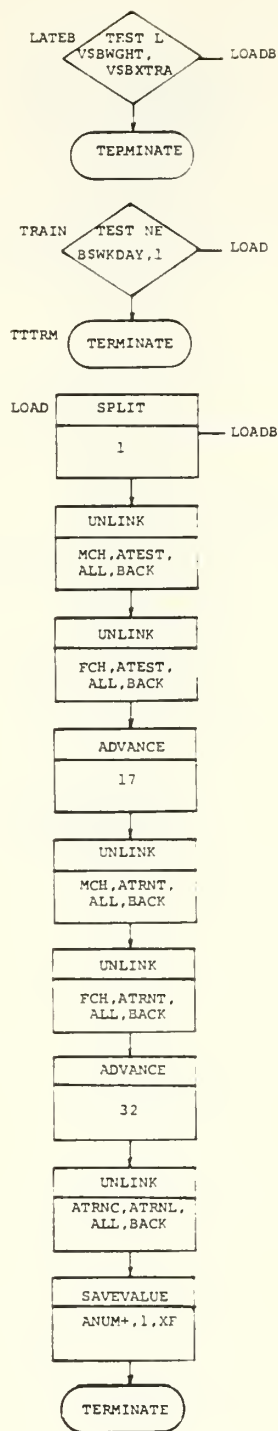 LATEB TEST L
VSBWGHT, LOADB
VSBXTRA
TERMINATE
TRAIN TEST NE
BSWKDAY,1 LOAD
TTTRM TERMINATE
LOAD SPLIT
1 LOADB
UNLINK
MCH,ATEST,
ALL,BACK
UNLINK
FCH,ATEST,
ALL,BACK
ADVANCE
17
UNLINK
MCH,ATRNT,
ALL,BACK
UNLINK
FCH,ATRNT,
ALL,BACK
ADVANCE
32
UNLINK
ATRNC,ATRNL,
ALL,BACK
SAVEVALUE
ANUM+,1,XF
TERMINATE